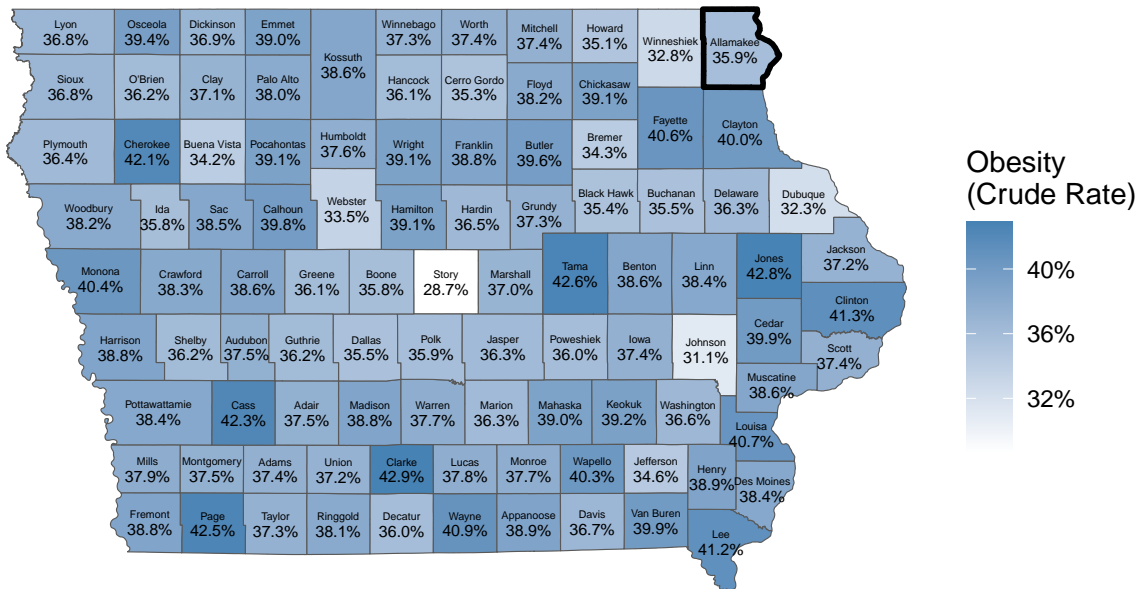 Lyon
36.8%
Osceola
39.4%
Dickinson
36.9%
Emmet
39.0%
Kossuth
38.6%
Winnebago
37.3%
Worth
37.4%
Mitchell
37.4%
Howard
35.1%
Winneshiek
32.8%
Allamakee
35.9%
Sioux
36.8%
O'Brien
36.2%
Clay
37.1%
Palo Alto
38.0%
Hancock
36.1%
Cerro Gordo
35.3%
Floyd
38.2%
Chickasaw
39.1%
Fayette
40.6%
Clayton
40.0%
Plymouth
36.4%
Cherokee
42.1%
Buena Vista
34.2%
Pocahontas
39.1%
Humboldt
37.6%
Wright
39.1%
Franklin
38.8%
Butler
39.6%
Bremer
34.3%
Woodbury
38.2%
Ida
35.8%
Sac
38.5%
Calhoun
39.8%
Webster
33.5%
Hamilton
39.1%
Hardin
36.5%
Grundy
37.3%
Black Hawk
35.4%
Buchanan
35.5%
Delaware
36.3%
Dubuque
32.3%
Monona
40.4%
Crawford
38.3%
Carroll
38.6%
Greene
36.1%
Boone
35.8%
Story
28.7%
Marshall
37.0%
Tama
42.6%
Benton
38.6%
Linn
38.4%
Jones
42.8%
Jackson
37.2%
Clinton
41.3%
Harrison
38.8%
Shelby
36.2%
Audubon
37.5%
Guthrie
36.2%
Dallas
35.5%
Polk
35.9%
Jasper
36.3%
Poweshiek
36.0%
Iowa
37.4%
Johnson
31.1%
Cedar
39.9%
Scott
37.4%
Muscatine
38.6%
Pottawattamie
38.4%
Cass
42.3%
Adair
37.5%
Madison
38.8%
Warren
37.7%
Marion
36.3%
Mahaska
39.0%
Keokuk
39.2%
Washington
36.6%
Louisa
40.7%
Mills
37.9%
Montgomery
37.5%
Adams
37.4%
Union
37.2%
Clarke
42.9%
Lucas
37.8%
Monroe
37.7%
Wapello
40.3%
Jefferson
34.6%
Henry
38.9%
Des Moines
38.4%
Fremont
38.8%
Page
42.5%
Taylor
37.3%
Ringgold
38.1%
Decatur
36.0%
Wayne
40.9%
Appanoose
38.9%
Davis
36.7%
Van Buren
39.9%
Lee
41.2%
Obesity
(Crude Rate)
40%
36%
32%